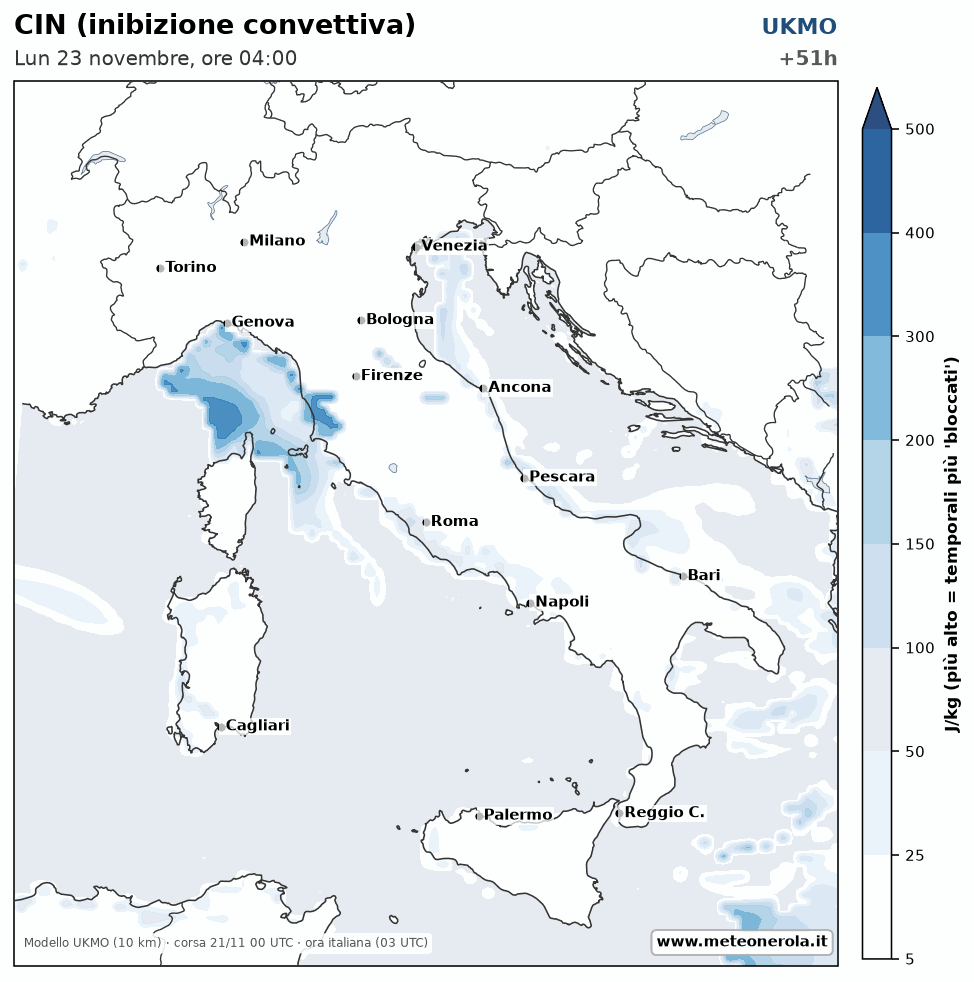 CIN (inibizione convettiva)
UKMO
Lun 23 novembre, ore 04:00
+51h
500
400
300
200
150
100
50
25
5
J/kg (più alto = temporali più 'bloccati')
Milano
Venezia
Torino
Genova
Bologna
Firenze
Ancona
Pescara
Roma
Bari
Napoli
Cagliari
Palermo
Reggio C.
Modello UKMO (10 km) · corsa 21/11 00 UTC · ora italiana (03 UTC)
www.meteonerola.it